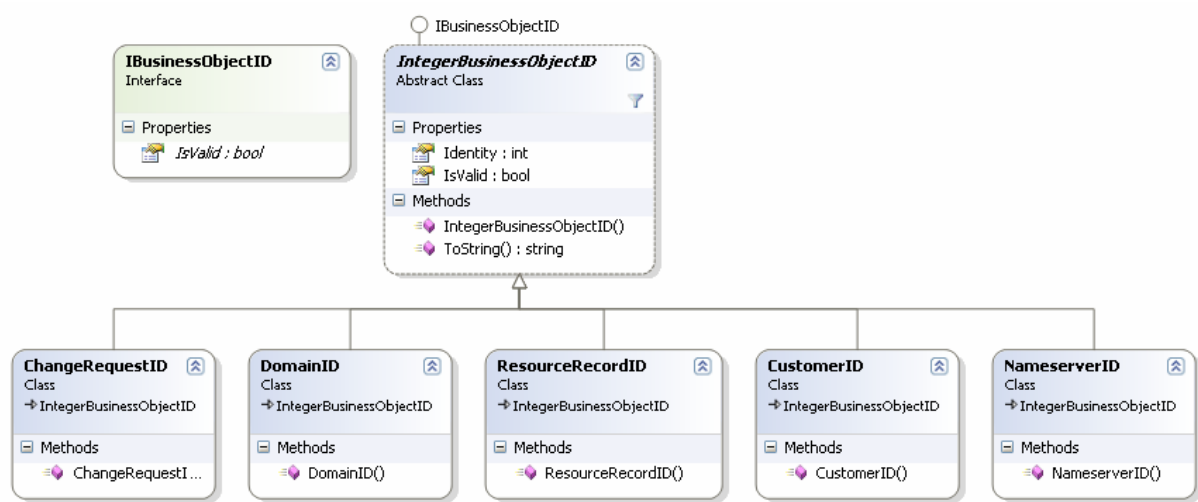 IBusinessObjectID
IBusinessObjectID
Interface
Properties
IsValid : bool
IntegerBusinessObjectID
Abstract Class
Properties
Identity : int
IsValid : bool
Methods
IntegerBusinessObjectID()
ToString() : string
ChangeRequestID
Class
IntegerBusinessObjectID
Methods
ChangeRequestI...
DomainID
Class
IntegerBusinessObjectID
Methods
DomainID()
ResourceRecordID
Class
IntegerBusinessObjectID
Methods
ResourceRecordID()
CustomerID
Class
IntegerBusinessObjectID
Methods
CustomerID()
NameserverID
Class
IntegerBusinessObjectID
Methods
NameserverID()